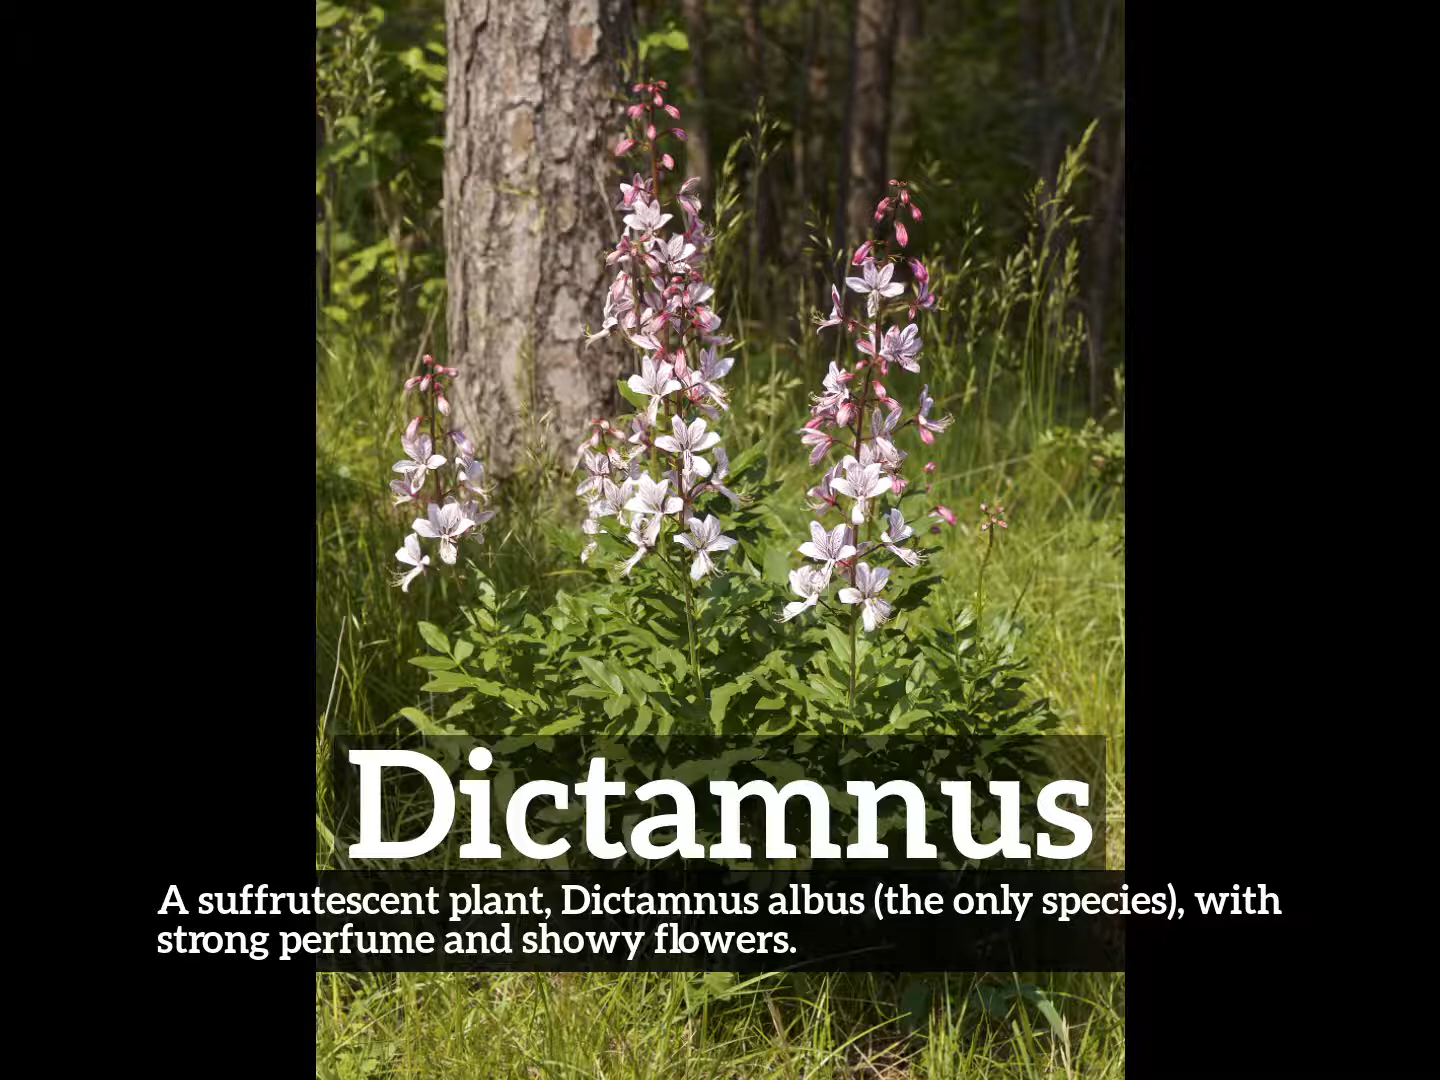 Dictamnus
A suffrutescent plant, Dictamnus albus (the only species), with
strong perfume and showy flowers.